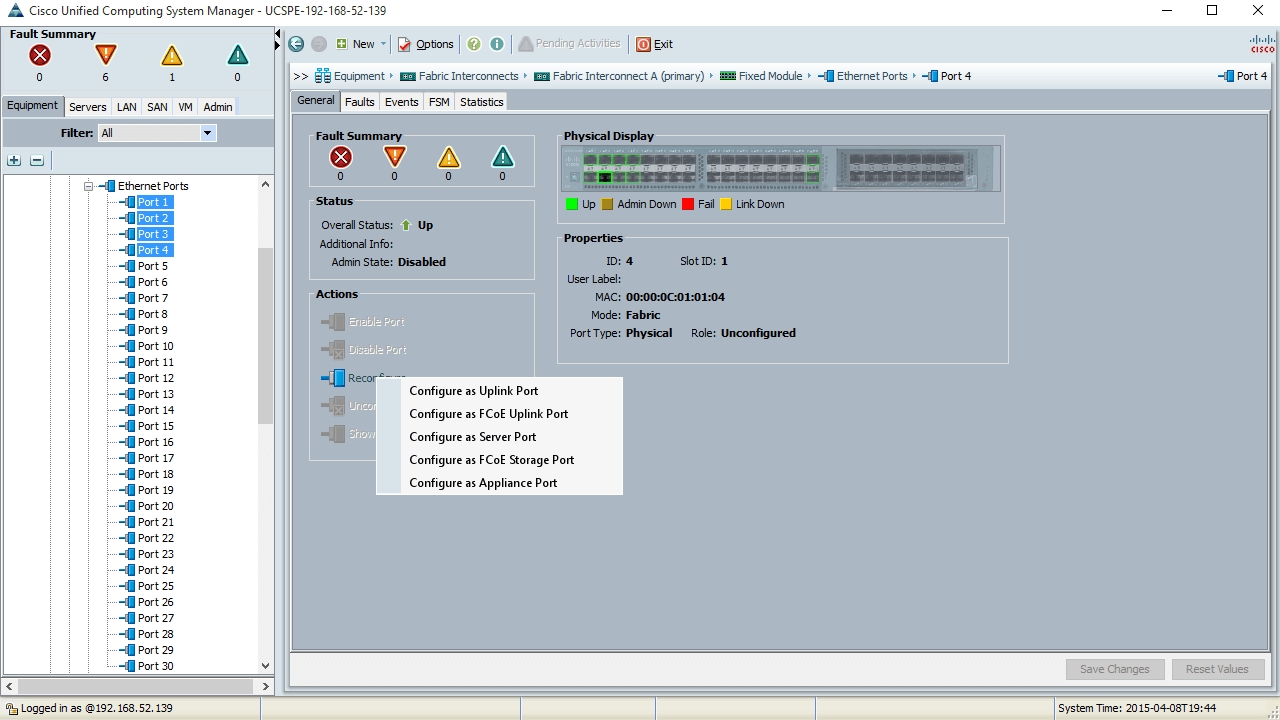 Cisco Unified Computing System Manager - UCSPE-192-168-52-139
Fault Summary
0 6 1 0
Equipment Servers LAN SAN VM Admin
Filter: All
Ethernet Ports
Port 1
Port 2
Port 3
Port 4
Port 5
Port 6
Port 7
Port 8
Port 9
Port 10
Port 11
Port 12
Port 13
Port 14
Port 15
Port 16
Port 17
Port 18
Port 19
Port 20
Port 21
Port 22
Port 23
Port 24
Port 25
Port 26
Port 27
Port 28
Port 29
Port 30
New Options Pending Activities Exit
CISCO
>> Equipment Fabric Interconnects Fabric Interconnect A (primary) Fixed Module Ethernet Ports Port 4 Port 4
General Faults Events FSM Statistics
Fault Summary
0 0 0 0
Status
Overall Status: Up
Additional Info:
Admin State: Disabled
Actions
Enable Port
Disable Port
Reconfigure
Uncon
Show
Configure as Uplink Port
Configure as FCoE Uplink Port
Configure as Server Port
Configure as FCoE Storage Port
Configure as Appliance Port
Physical Display
Up Admin Down Fail Link Down
Properties
ID: 4 Slot ID: 1
User Label:
MAC: 00:00:0C:01:01:04
Mode: Fabric
Port Type: Physical Role: Unconfigured
Save Changes Reset Values
Logged in as @192.168.52.139
System Time: 2015-04-08T19:44